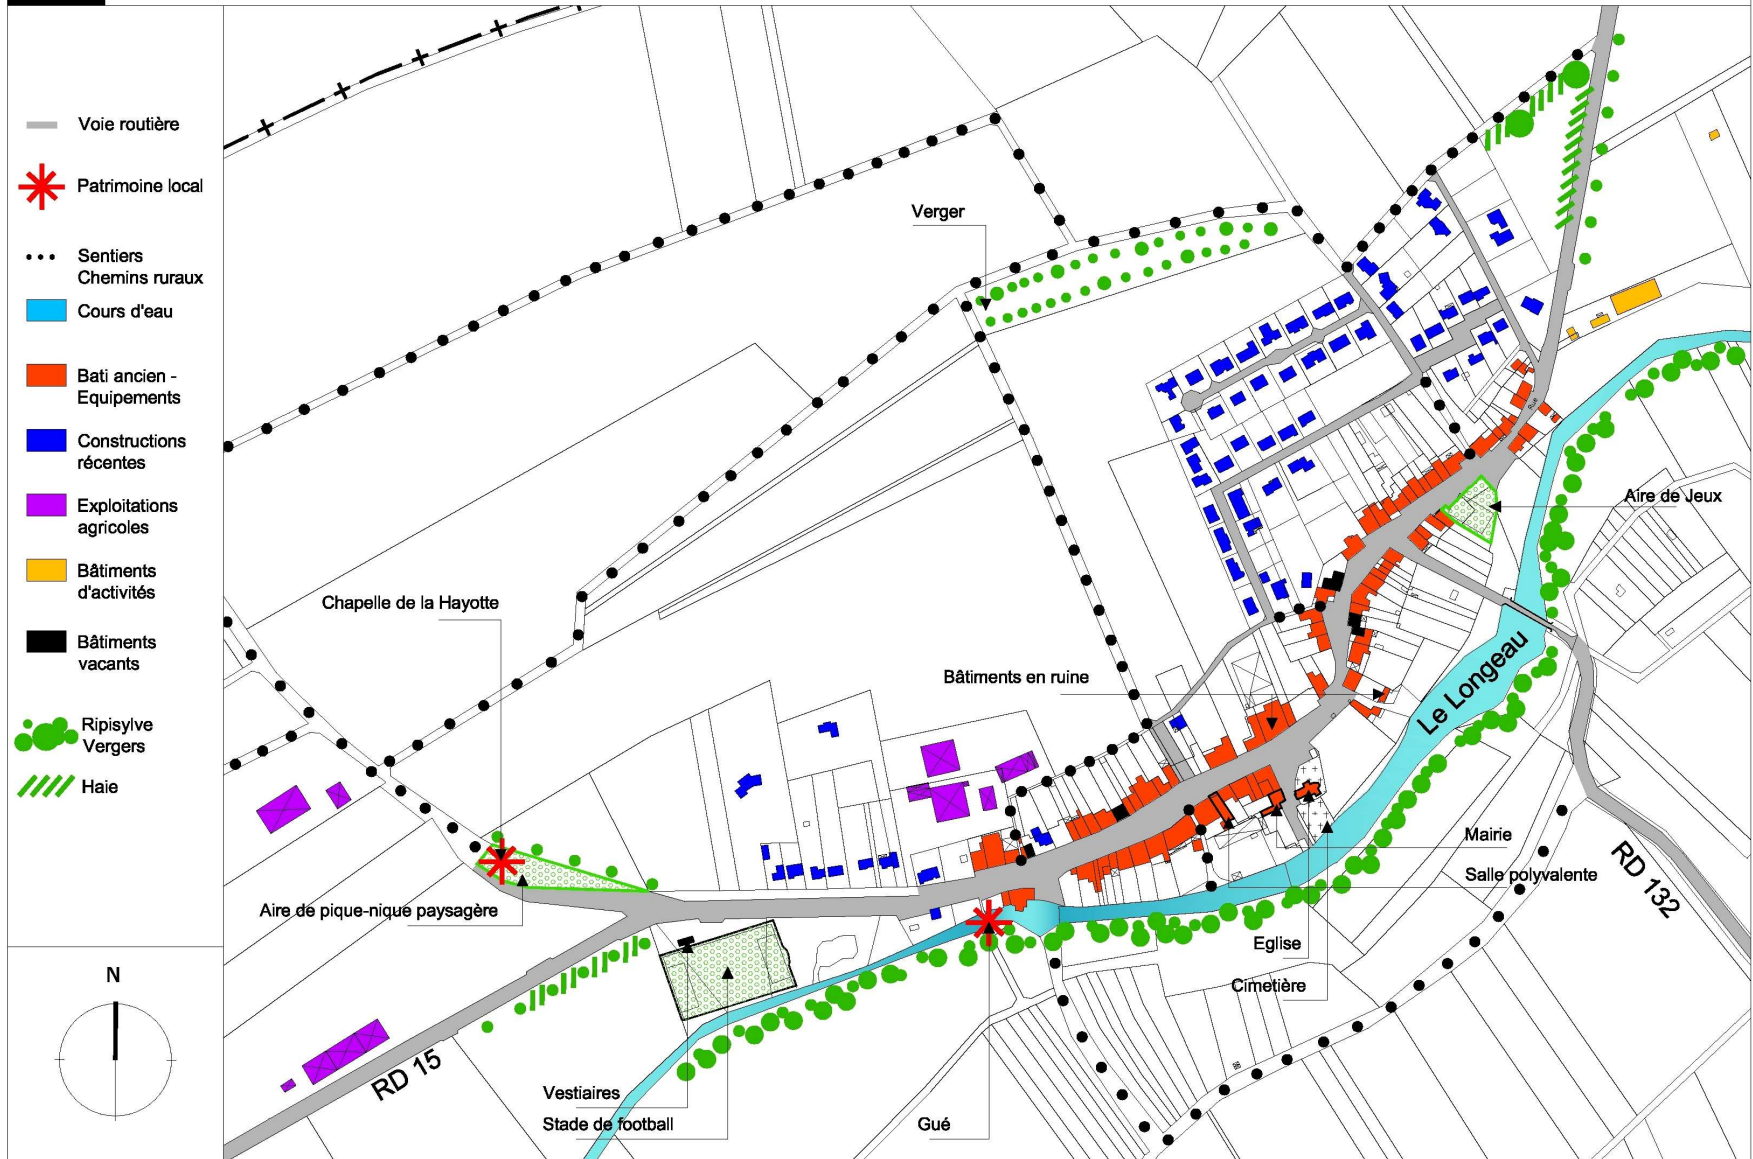 Voie routière
Patrimoine local
Sentiers
Chemins ruraux
Cours d'eau
Bati ancien -
Equipements
Constructions
récentes
Exploitations
agricoles
Bâtiments
d'activités
Bâtiments
vacants
Ripisylve
Vergers
Haie
N
Verger
Rue
Aire de Jeux
Chapelle de la Hayotte
Bâtiments en ruine
Le Longeau
Mairie
Salle polyvalente
RD 132
Aire de pique-nique paysagère
Eglise
Cimetière
RD 15
Vestiaires
Stade de football
Gué